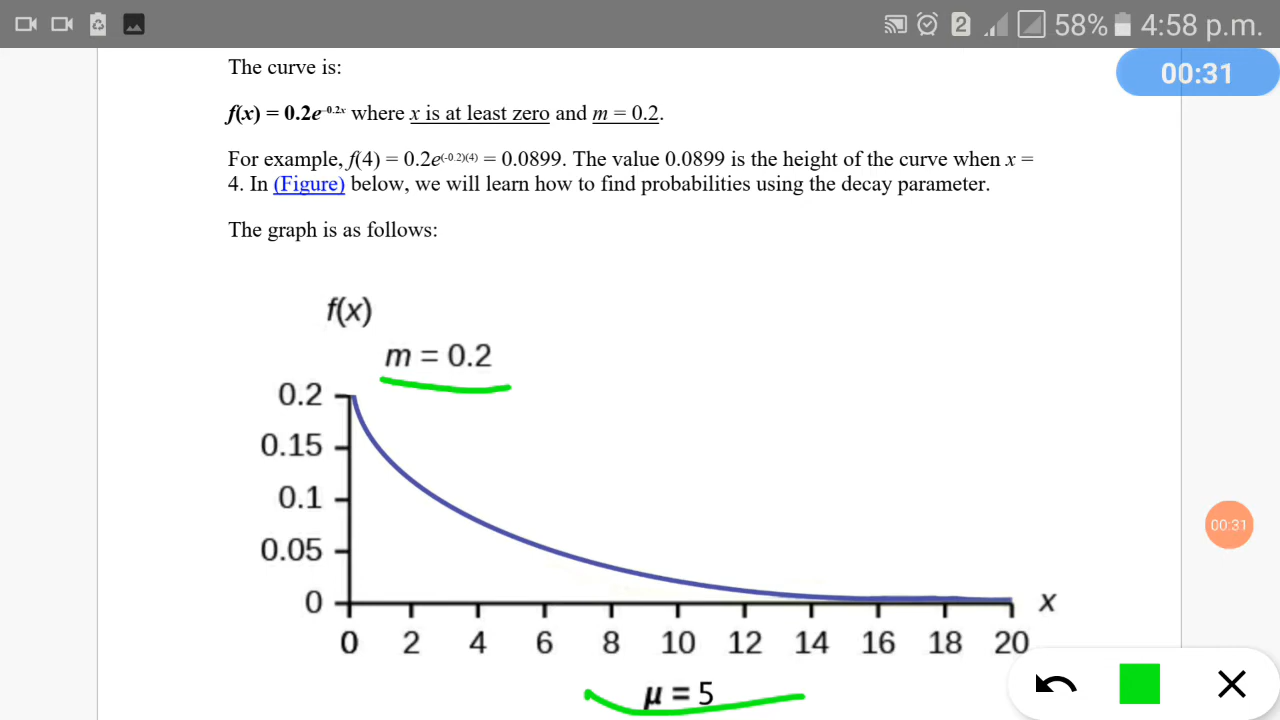 2 58% 4:58 p.m.
00:31
The curve is:
f(x) = 0.2e-0.2x where x is at least zero and m = 0.2.
For example, f(4) = 0.2e(-0.2)(4) = 0.0899. The value 0.0899 is the height of the curve when x =
4. In (Figure) below, we will learn how to find probabilities using the decay parameter.
The graph is as follows:
f(x)
m = 0.2
0.2
0.15
0.1
0.05
0
x
0 2 4 6 8 10 12 14 16 18 20
μ = 5
00:31